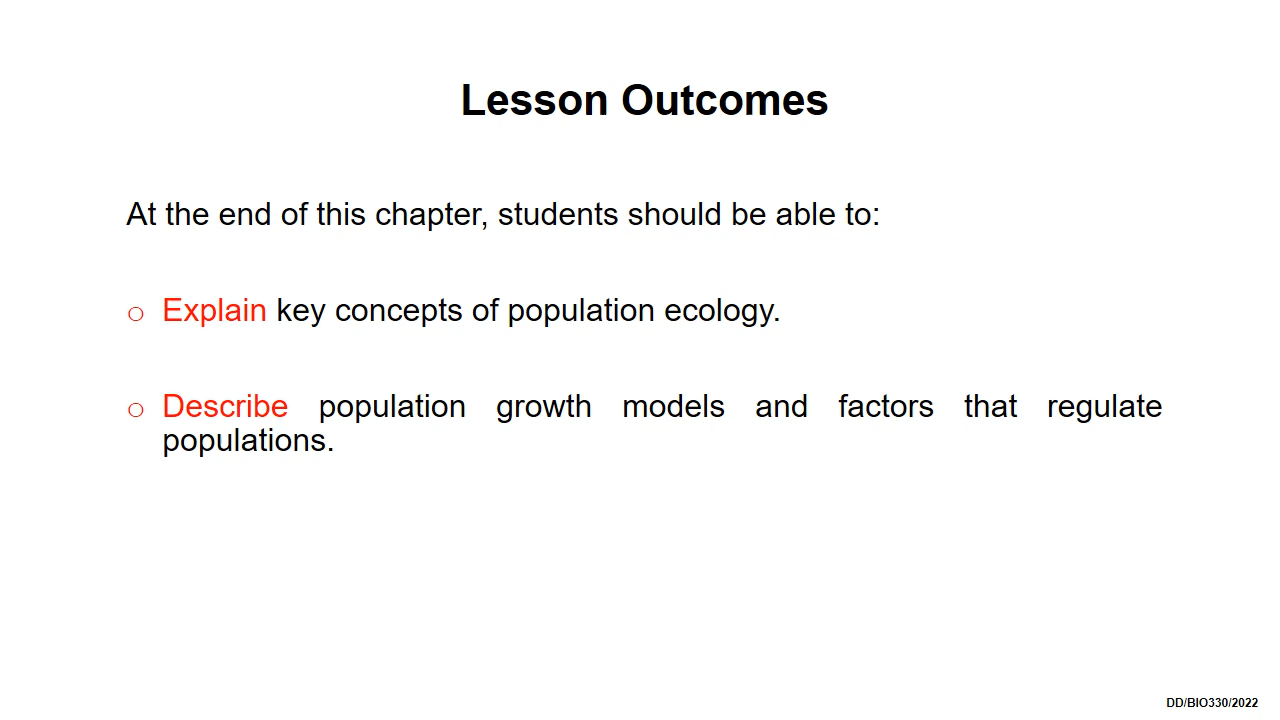 Lesson Outcomes
At the end of this chapter, students should be able to:
o Explain key concepts of population ecology.
o Describe population growth models and factors that regulate
populations.
DD/BIO330/2022